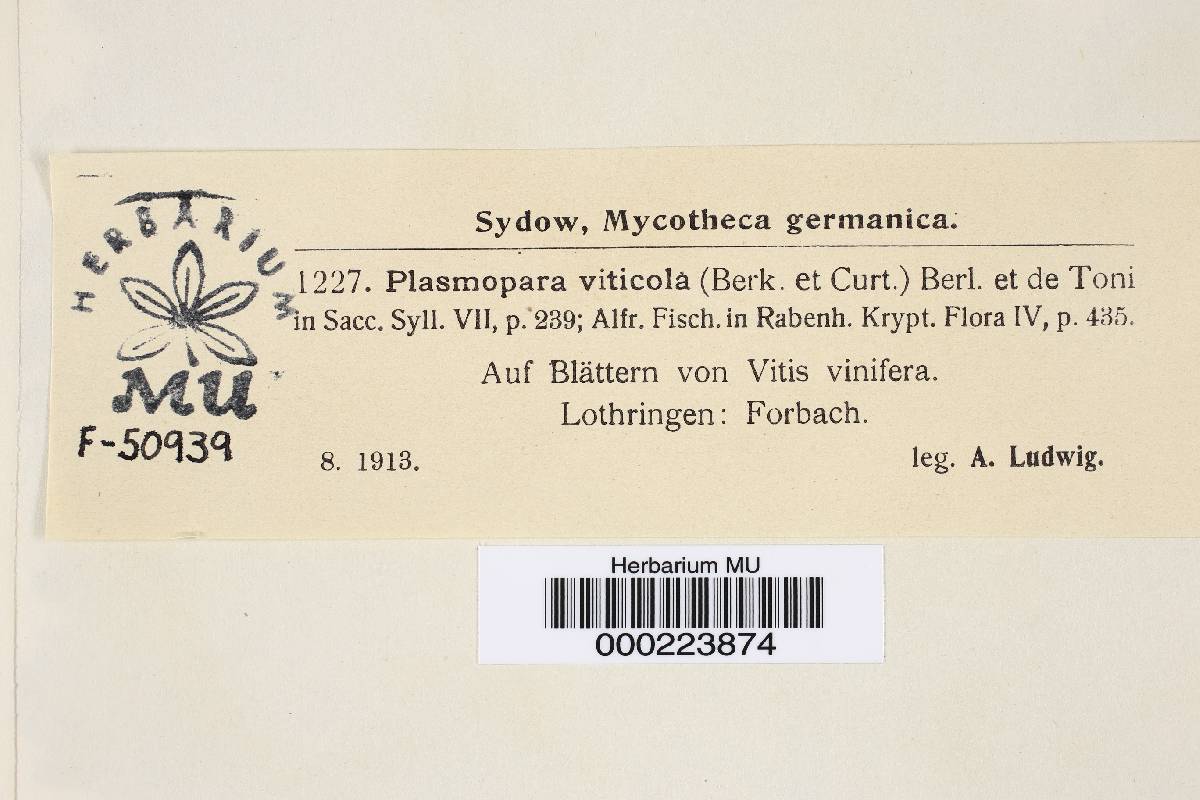 Sydow, Mycotheca germanica.
HERBARIUM
1227. Plasmopara viticola (Berk. et Curt.) Berl. et de Toni
in Sacc. Syll. VII, p. 239; Alfr. Fisch. in Rabenh. Krypt. Flora IV, p. 435.
Auf Blättern von Vitis vinifera.
MU
Lothringen: Forbach.
F-50939
8. 1913.
leg. A. Ludwig.
Herbarium MU
000223874